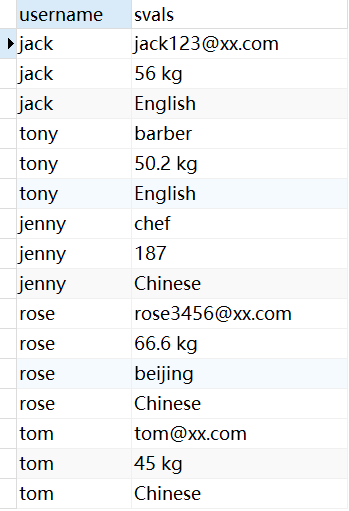 username svals
jack jack123@xx.com
jack 56 kg
jack English
tony barber
tony 50.2 kg
tony English
jenny chef
jenny 187
jenny Chinese
rose rose3456@xx.com
rose 66.6 kg
rose beijing
rose Chinese
tom tom@xx.com
tom 45 kg
tom Chinese